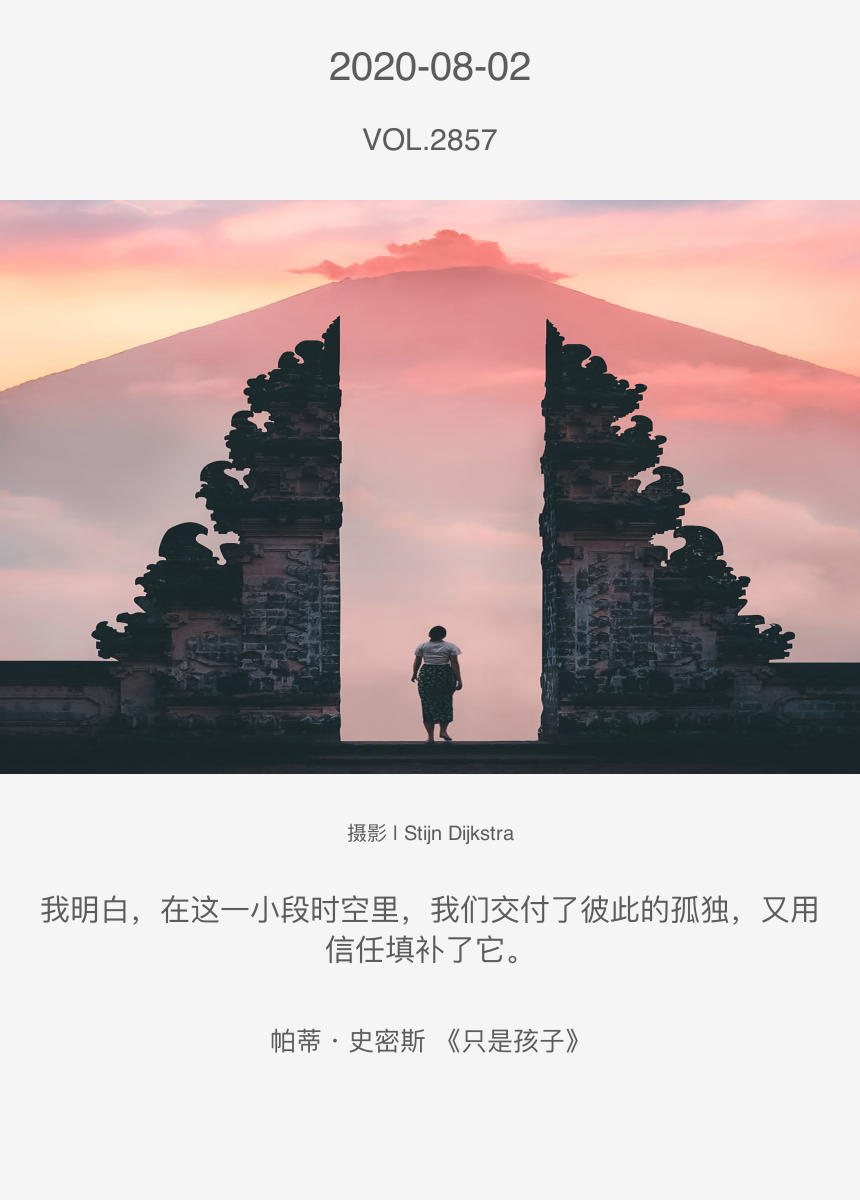 2020-08-02
VOL.2857
摄影 | Stijn Dijkstra
我明白，在这一小段时空里，我们交付了彼此的孤独，又用
信任填补了它。
帕蒂·史密斯 《只是孩子》